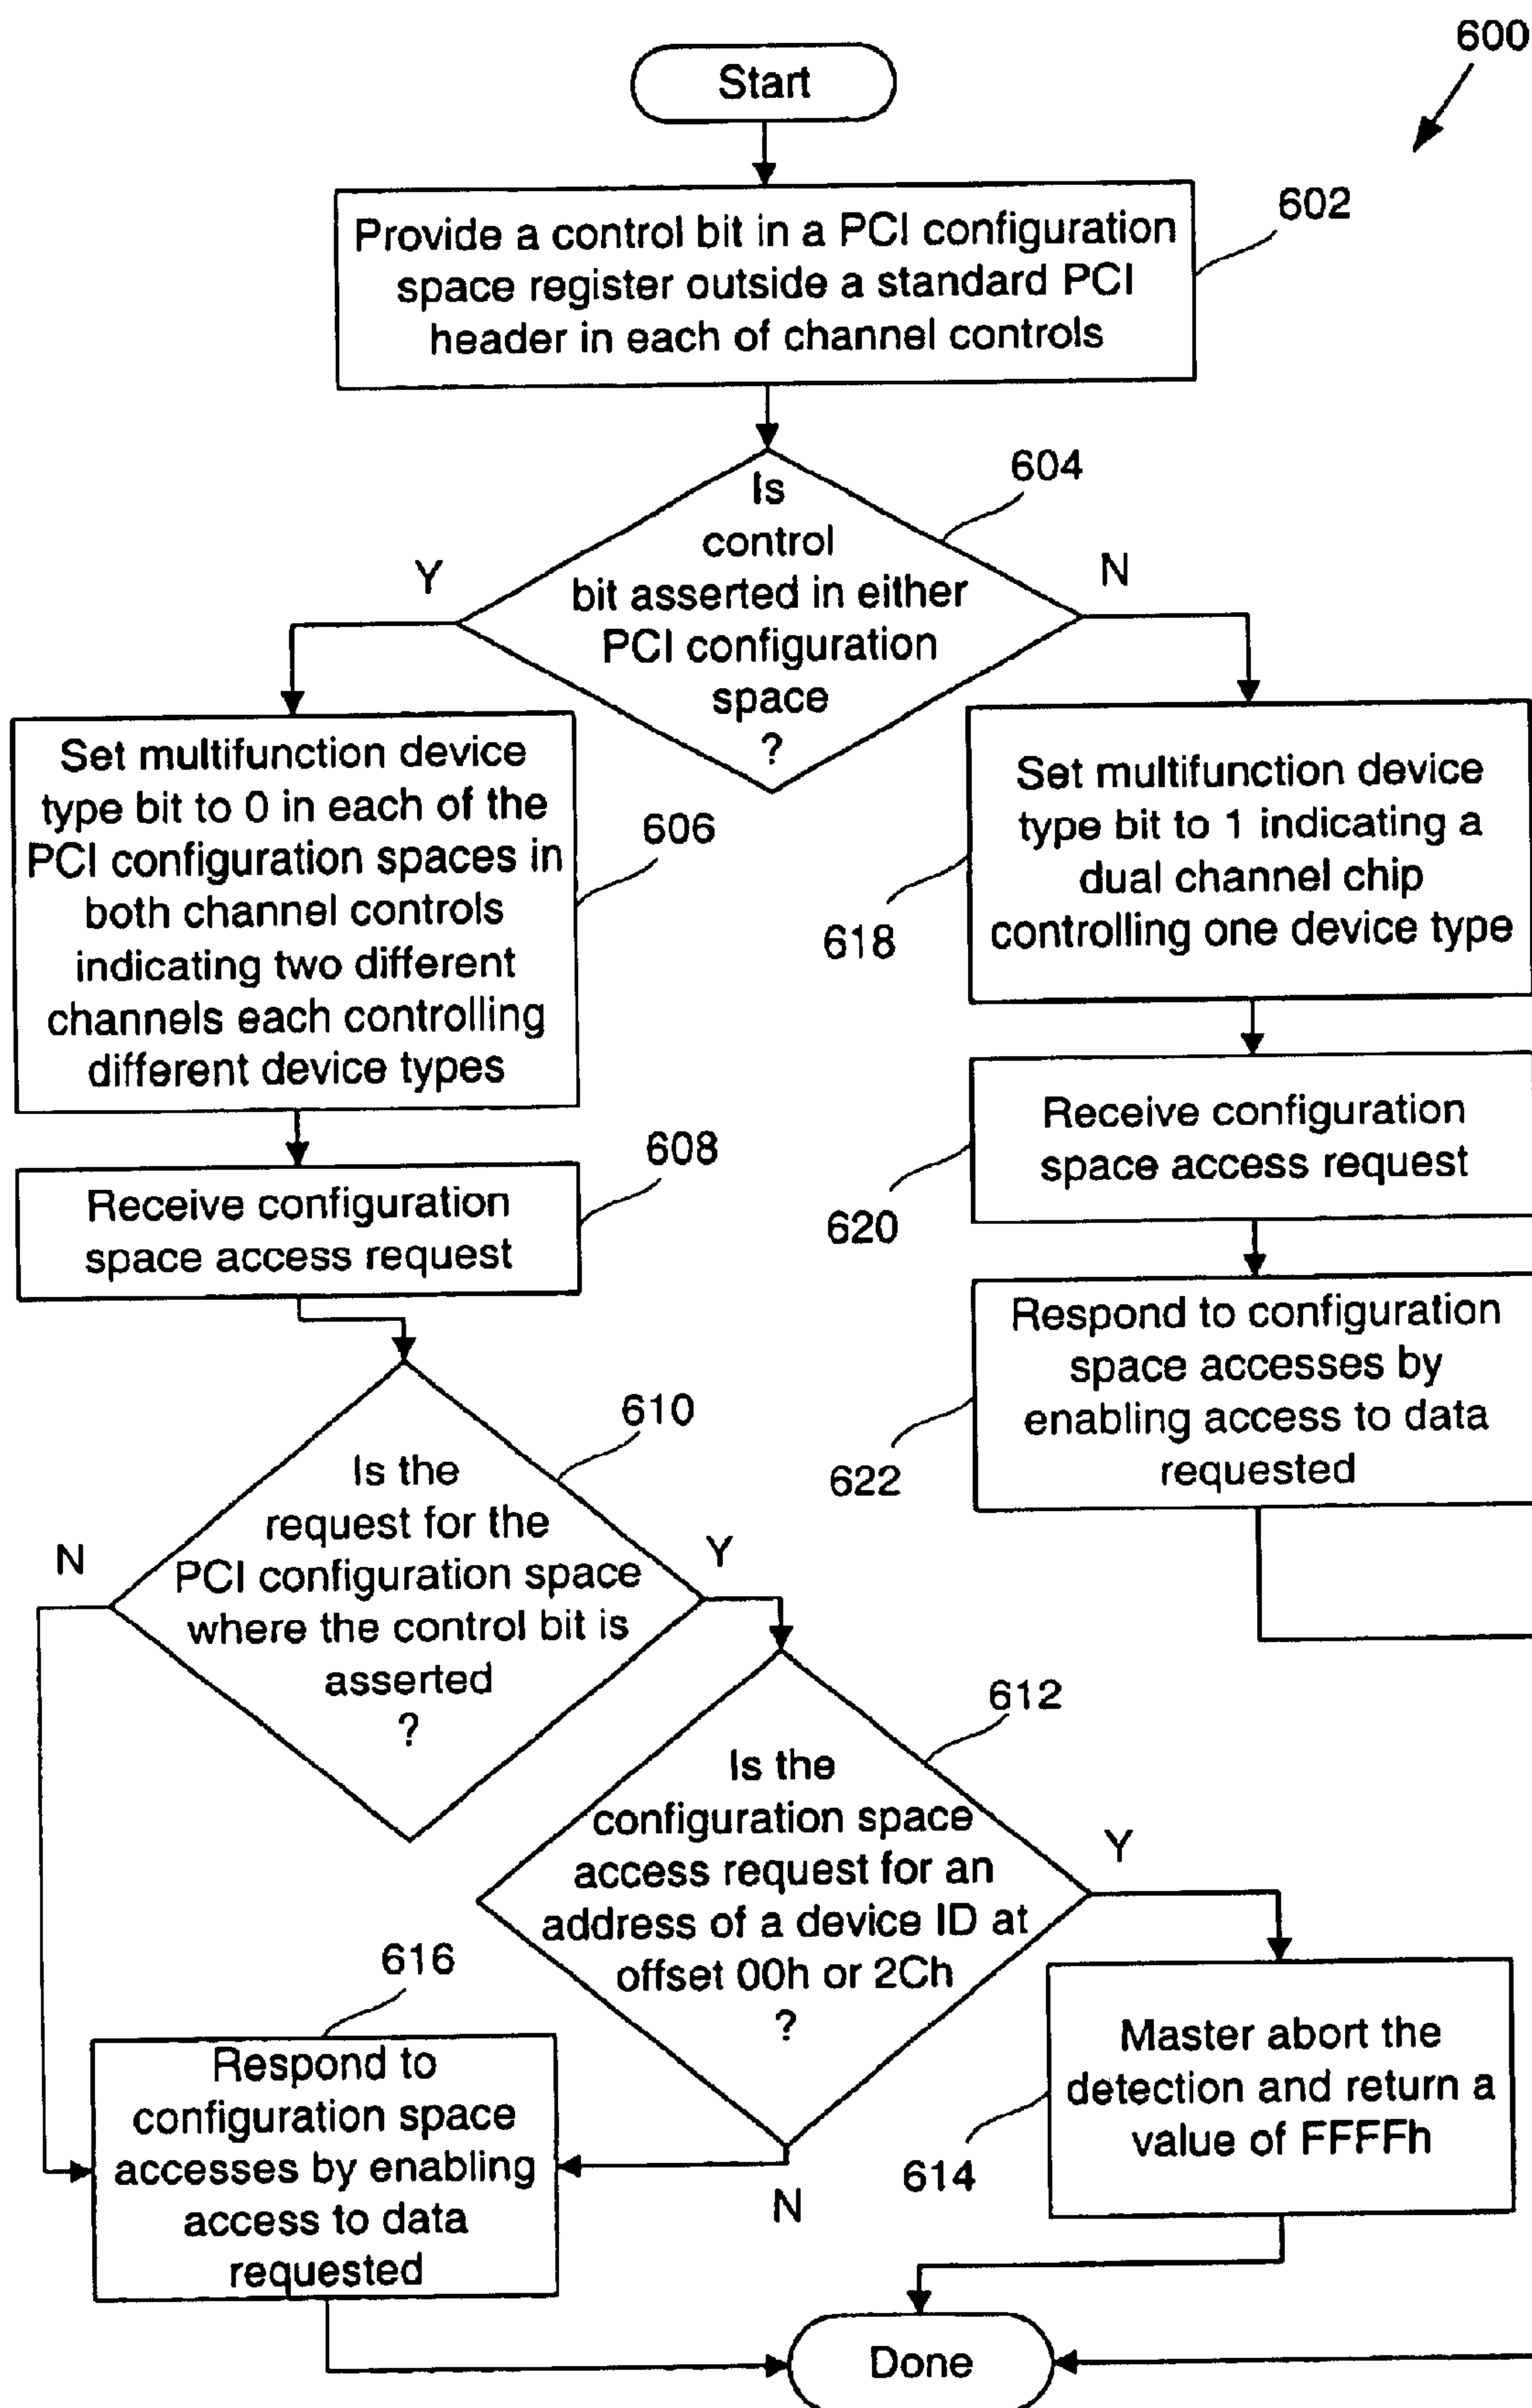 600
Start
Provide a control bit in a PCI configuration
space register outside a standard PCI
header in each of channel controls
602
Is
control
bit asserted in either
PCI configuration
space
?
604
Y
N
Set multifunction device
type bit to 0 in each of the
PCI configuration spaces in
both channel controls
indicating two different
channels each controlling
different device types
606
Set multifunction device
type bit to 1 indicating a
dual channel chip
controlling one device type
618
Receive configuration
space access request
608
Receive configuration
space access request
620
Respond to configuration
space accesses by
enabling access to data
requested
622
Is the
request for the
PCI configuration space
where the control bit is
asserted
?
610
N
Y
Is the
configuration space
access request for an
address of a device ID at
offset 00h or 2Ch
?
612
Y
N
Master abort the
detection and return a
value of FFFFh
614
616
Respond to
configuration space
accesses by enabling
access to data
requested
Done